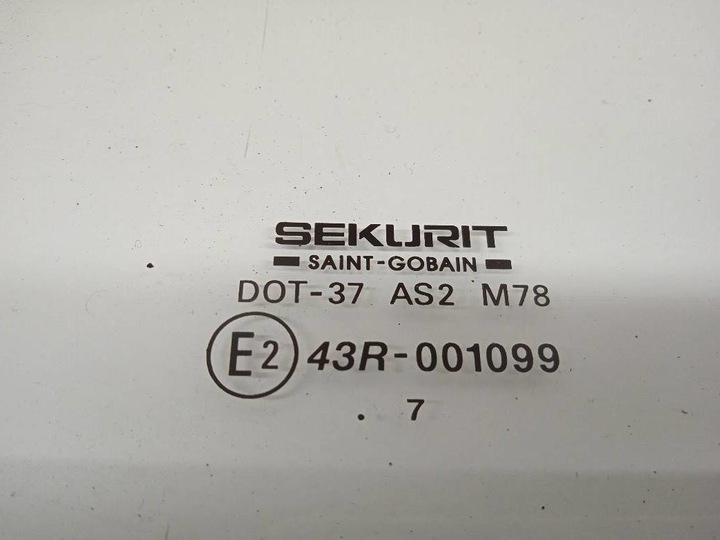 SEKURIT
SAINT-GOBAIN
DOT-37 AS2 M78
E2 43R-001099
. 7